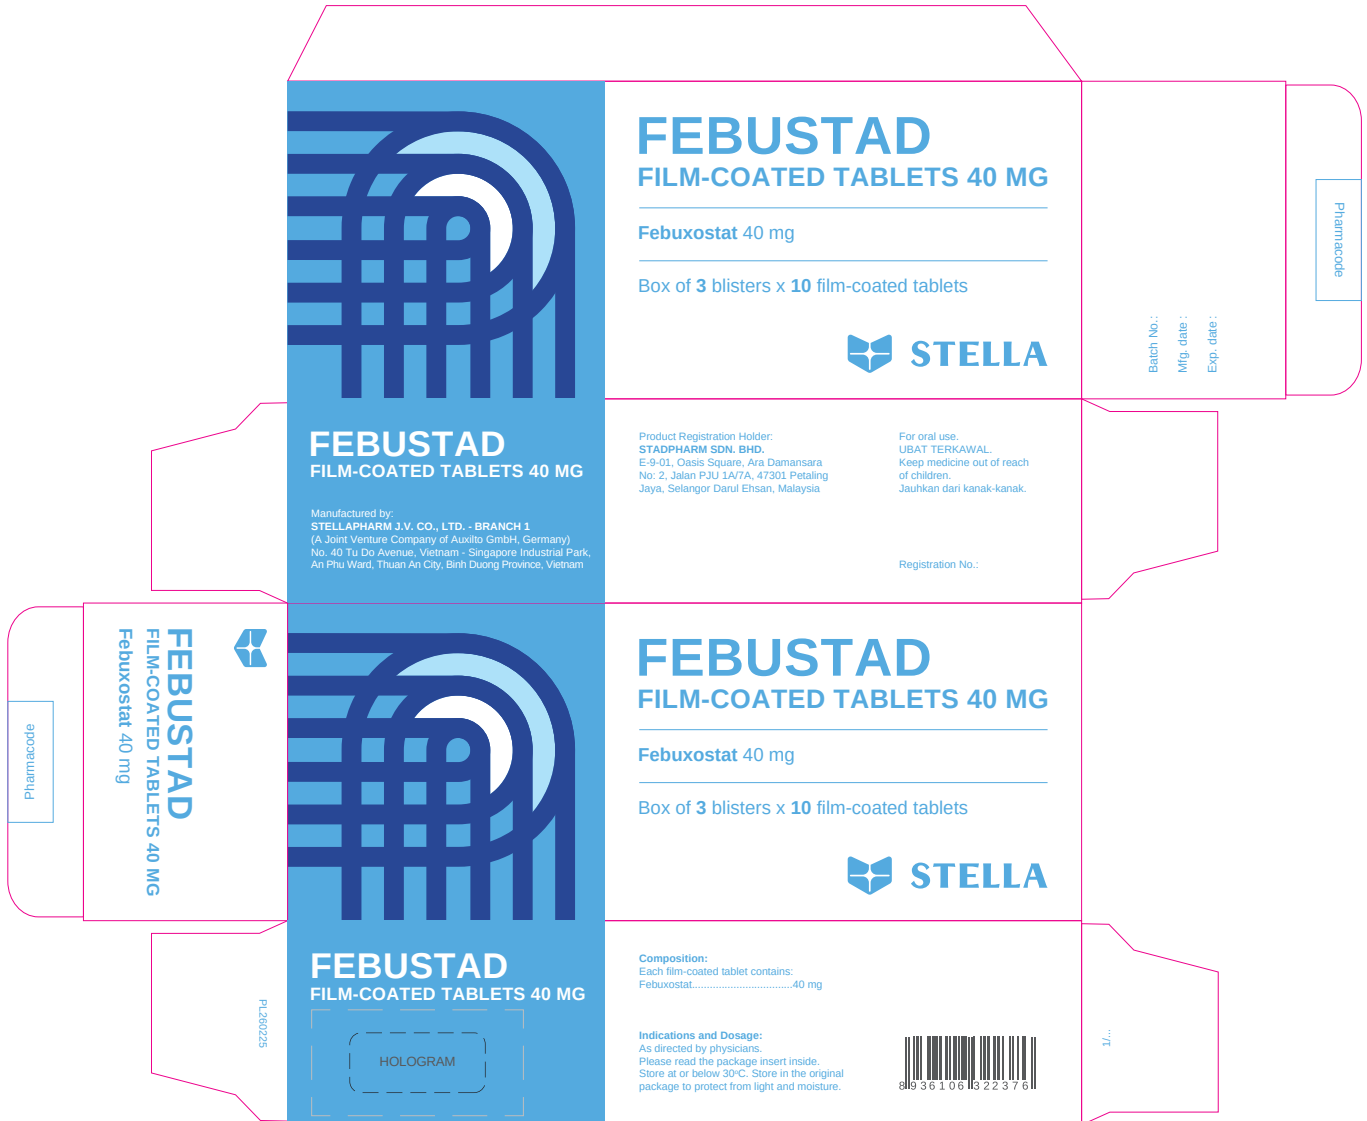 FEBUSTAD
FILM-COATED TABLETS 40 MG
Febuxostat 40 mg
Box of 3 blisters x 10 film-coated tablets
STELLA
Batch No.:
Mfg. date :
Exp. date :
Pharmacode
FEBUSTAD
FILM-COATED TABLETS 40 MG
Manufactured by:
STELLAPHARM J.V. CO., LTD. - BRANCH 1
(A Joint Venture Company of Auxilto GmbH, Germany)
No. 40 Tu Do Avenue, Vietnam - Singapore Industrial Park,
An Phu Ward, Thuan An City, Binh Duong Province, Vietnam
Product Registration Holder:
STADPHARM SDN. BHD.
E-9-01, Oasis Square, Ara Damansara
No: 2, Jalan PJU 1A/7A, 47301 Petaling
Jaya, Selangor Darul Ehsan, Malaysia
For oral use.
UBAT TERKAWAL.
Keep medicine out of reach
of children.
Jauhkan dari kanak-kanak.
Registration No.:
Pharmacode
FEBUSTAD
FILM-COATED TABLETS 40 MG
Febuxostat 40 mg
FEBUSTAD
FILM-COATED TABLETS 40 MG
Febuxostat 40 mg
Box of 3 blisters x 10 film-coated tablets
STELLA
PL260225
FEBUSTAD
FILM-COATED TABLETS 40 MG
HOLOGRAM
Composition:
Each film-coated tablet contains:
Febuxostat..................................40 mg
Indications and Dosage:
As directed by physicians.
Please read the package insert inside.
Store at or below 30°C. Store in the original
package to protect from light and moisture.
8 936106 322376
1/...